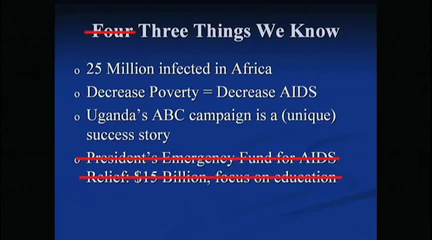 Four Three Things We Know
25 Million infected in Africa
Decrease Poverty = Decrease AIDS
Uganda's ABC campaign is a (unique)
success story
President's Emergency Fund for AIDS
Relief: $15 Billion, focus on education